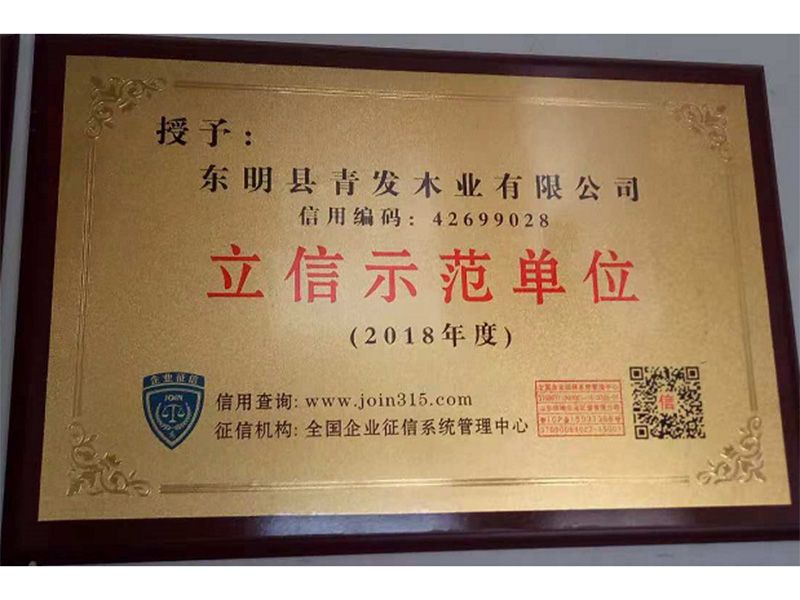 授予：
东明县青发木业有限公司
信用编码：42699028
立信示范单位
(2018年度)
企业征信
JOIN
信用查询: www.join315.com
征信机构: 全国企业征信系统管理中心
信